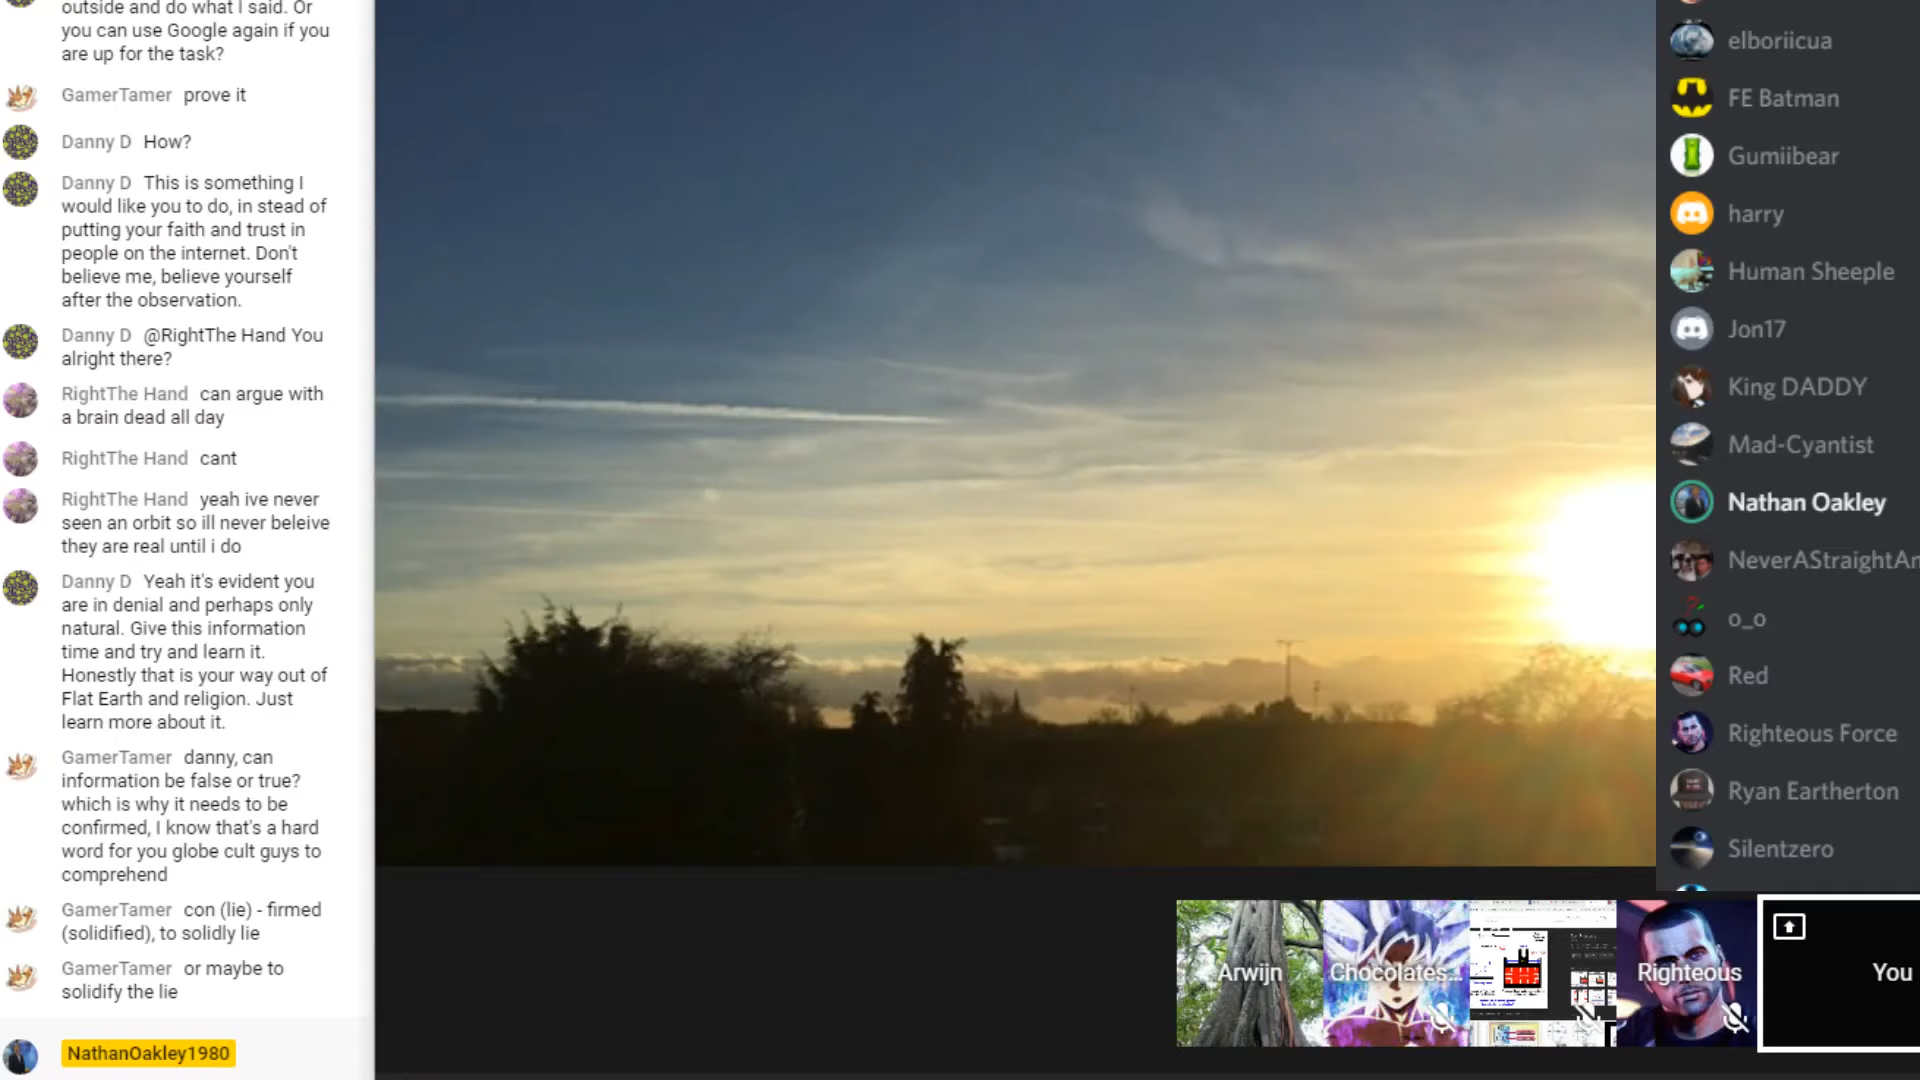 outside and do what I said. Or
you can use Google again if you
are up for the task?
GamerTamer prove it
Danny D How?
Danny D This is something I
would like you to do, in stead of
putting your faith and trust in
people on the internet. Don't
believe me, believe yourself
after the observation.
Danny D @RightThe Hand You
alright there?
RightThe Hand can argue with
a brain dead all day
RightThe Hand cant
RightThe Hand yeah ive never
seen an orbit so ill never beleive
they are real until i do
Danny D Yeah it's evident you
are in denial and perhaps only
natural. Give this information
time and try and learn it.
Honestly that is your way out of
Flat Earth and religion. Just
learn more about it.
GamerTamer danny, can
information be false or true?
which is why it needs to be
confirmed, I know that's a hard
word for you globe cult guys to
comprehend
GamerTamer con (lie) - firmed
(solidified), to solidly lie
GamerTamer or maybe to
solidify the lie
NathanOakley1980
elboriicua
FE Batman
Gumiibear
harry
Human Sheeple
Jon17
King DADDY
Mad-Cyantist
Nathan Oakley
NeverAStraightAn
o_o
Red
Righteous Force
Ryan Eartherton
Silentzero
Arwijn
Chocolates...
Righteous
You